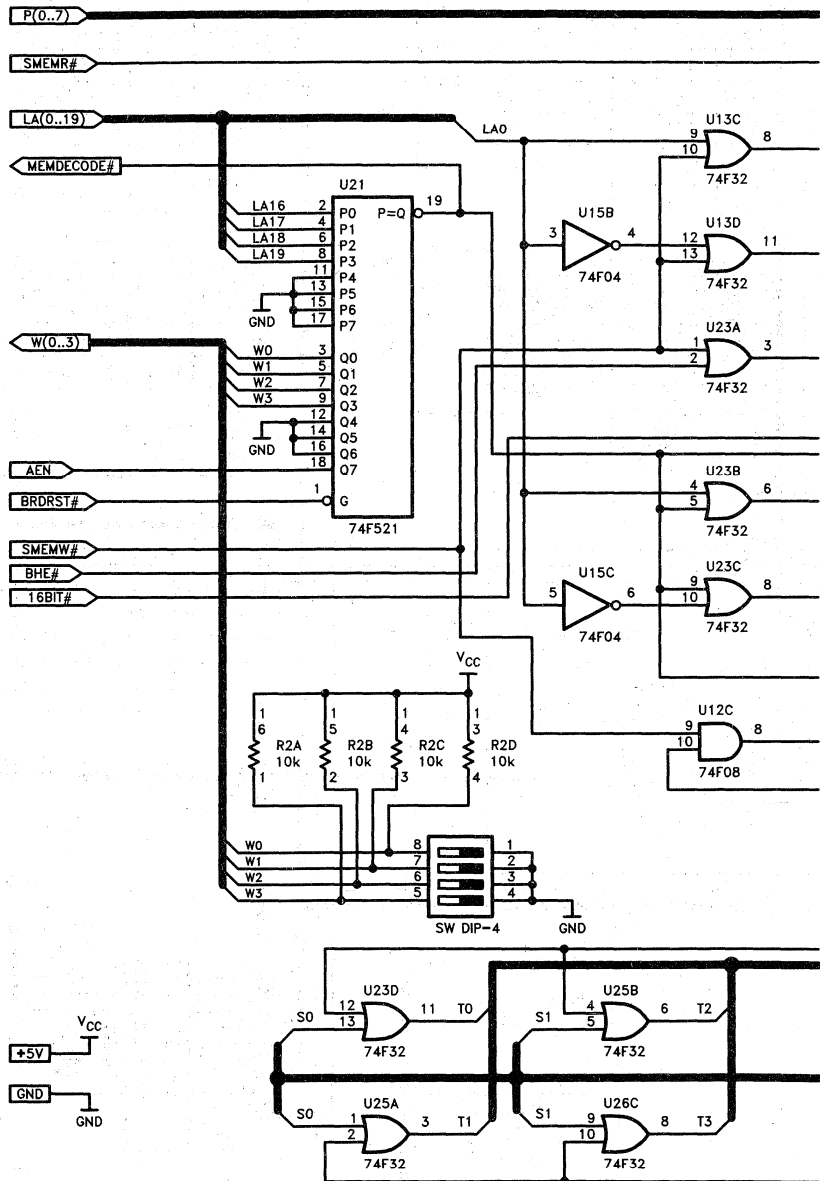 P(0..7)
SMEMR#
LA(0..19)
LA0
U13C
9
10
8
74F32
MEMDECODE#
U21
19
LA16 2 P0 P=Q
LA17 4 P1
LA18 6 P2
LA19 8 P3
11 P4
13 P5
15 P6
17 P7
GND
U15B
3
4
74F04
U13D
12
13
11
74F32
W(0..3)
W0 3 Q0
W1 5 Q1
W2 7 Q2
W3 9 Q3
12 Q4
14 Q5
16 Q6
18 Q7
GND
U23A
1
2
3
74F32
AEN
BRDRST#
1
G
74F521
U23B
4
5
6
74F32
SMEMW#
BHE#
16BIT#
U15C
5
6
74F04
U23C
9
10
8
74F32
VCC
1 1 1 1
6 5 4 3
R2A R2B R2C R2D
10k 10k 10k 10k
1 2 3 4
U12C
9
10
8
74F08
W0 8 1
W1 7 2
W2 6 3
W3 5 4
SW DIP-4
GND
U23D
12
13
11
S0
T0
74F32
U25B
4
5
6
S1
T2
74F32
VCC
+5V
GND
GND
U25A
S0
1
2
3
T1
74F32
U26C
S1
9
10
8
T3
74F32